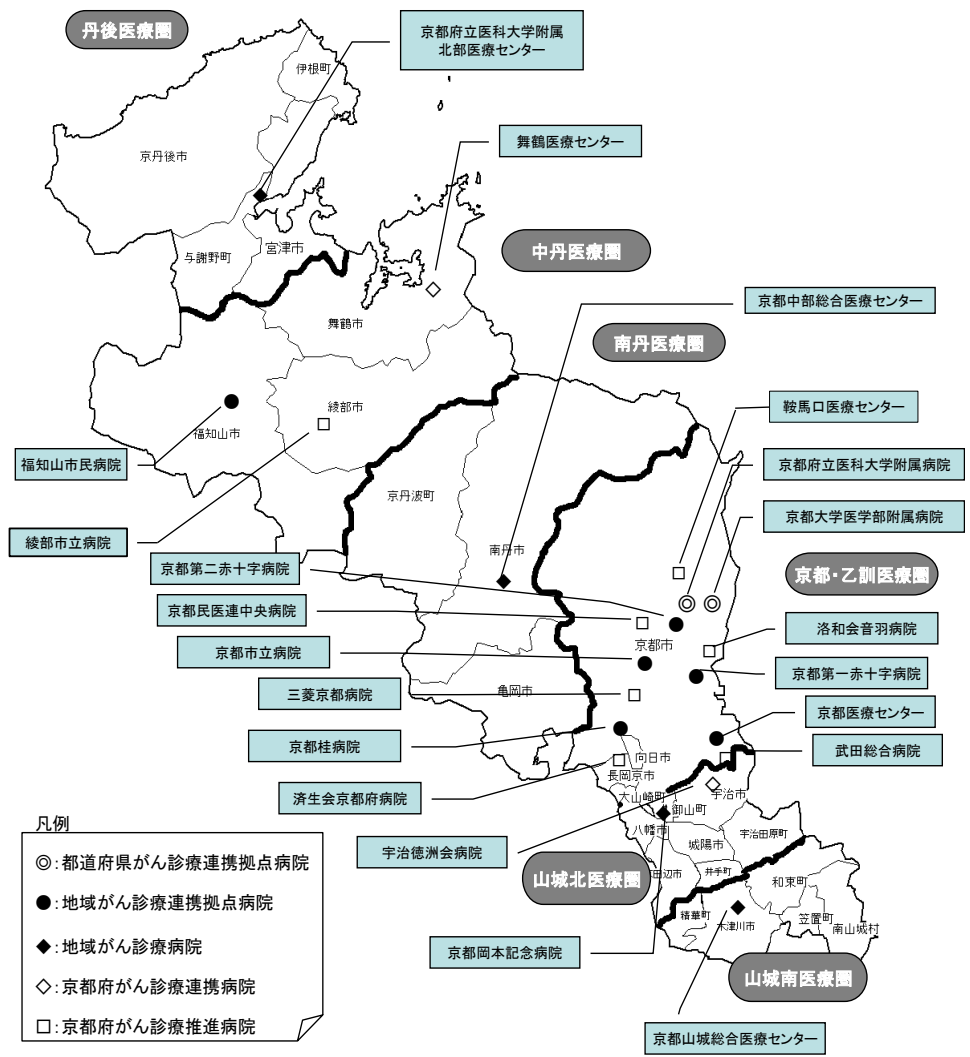 丹後医療圏
京都府立医科大学附属
北部医療センター
伊根町
舞鶴医療センター
京丹後市
与謝野町
宮津市
中丹医療圏
京都中部総合医療センター
舞鶴市
南丹医療圏
鞍馬口医療センター
綾部市
福知山市
福知山市民病院
京都府立医科大学附属病院
京丹波町
京都大学医学部附属病院
綾部市立病院
南丹市
京都第二赤十字病院
京都・乙訓医療圏
京都民医連中央病院
洛和会音羽病院
京都市
京都市立病院
京都第一赤十字病院
三菱京都病院
亀岡市
京都医療センター
京都桂病院
武田総合病院
向日市
長岡京市
済生会京都府病院
大山崎町
宇治市
御山町
八幡市
宇治田原町
城陽市
宇治徳洲会病院
田辺市
井手町
山城北医療圏
和束町
精華町
木津川市
笠置町
南山城村
京都岡本記念病院
山城南医療圏
京都山城総合医療センター
凡例
◎:都道府県がん診療連携拠点病院
●:地域がん診療連携拠点病院
◆:地域がん診療病院
◇:京都府がん診療連携病院
□:京都府がん診療推進病院